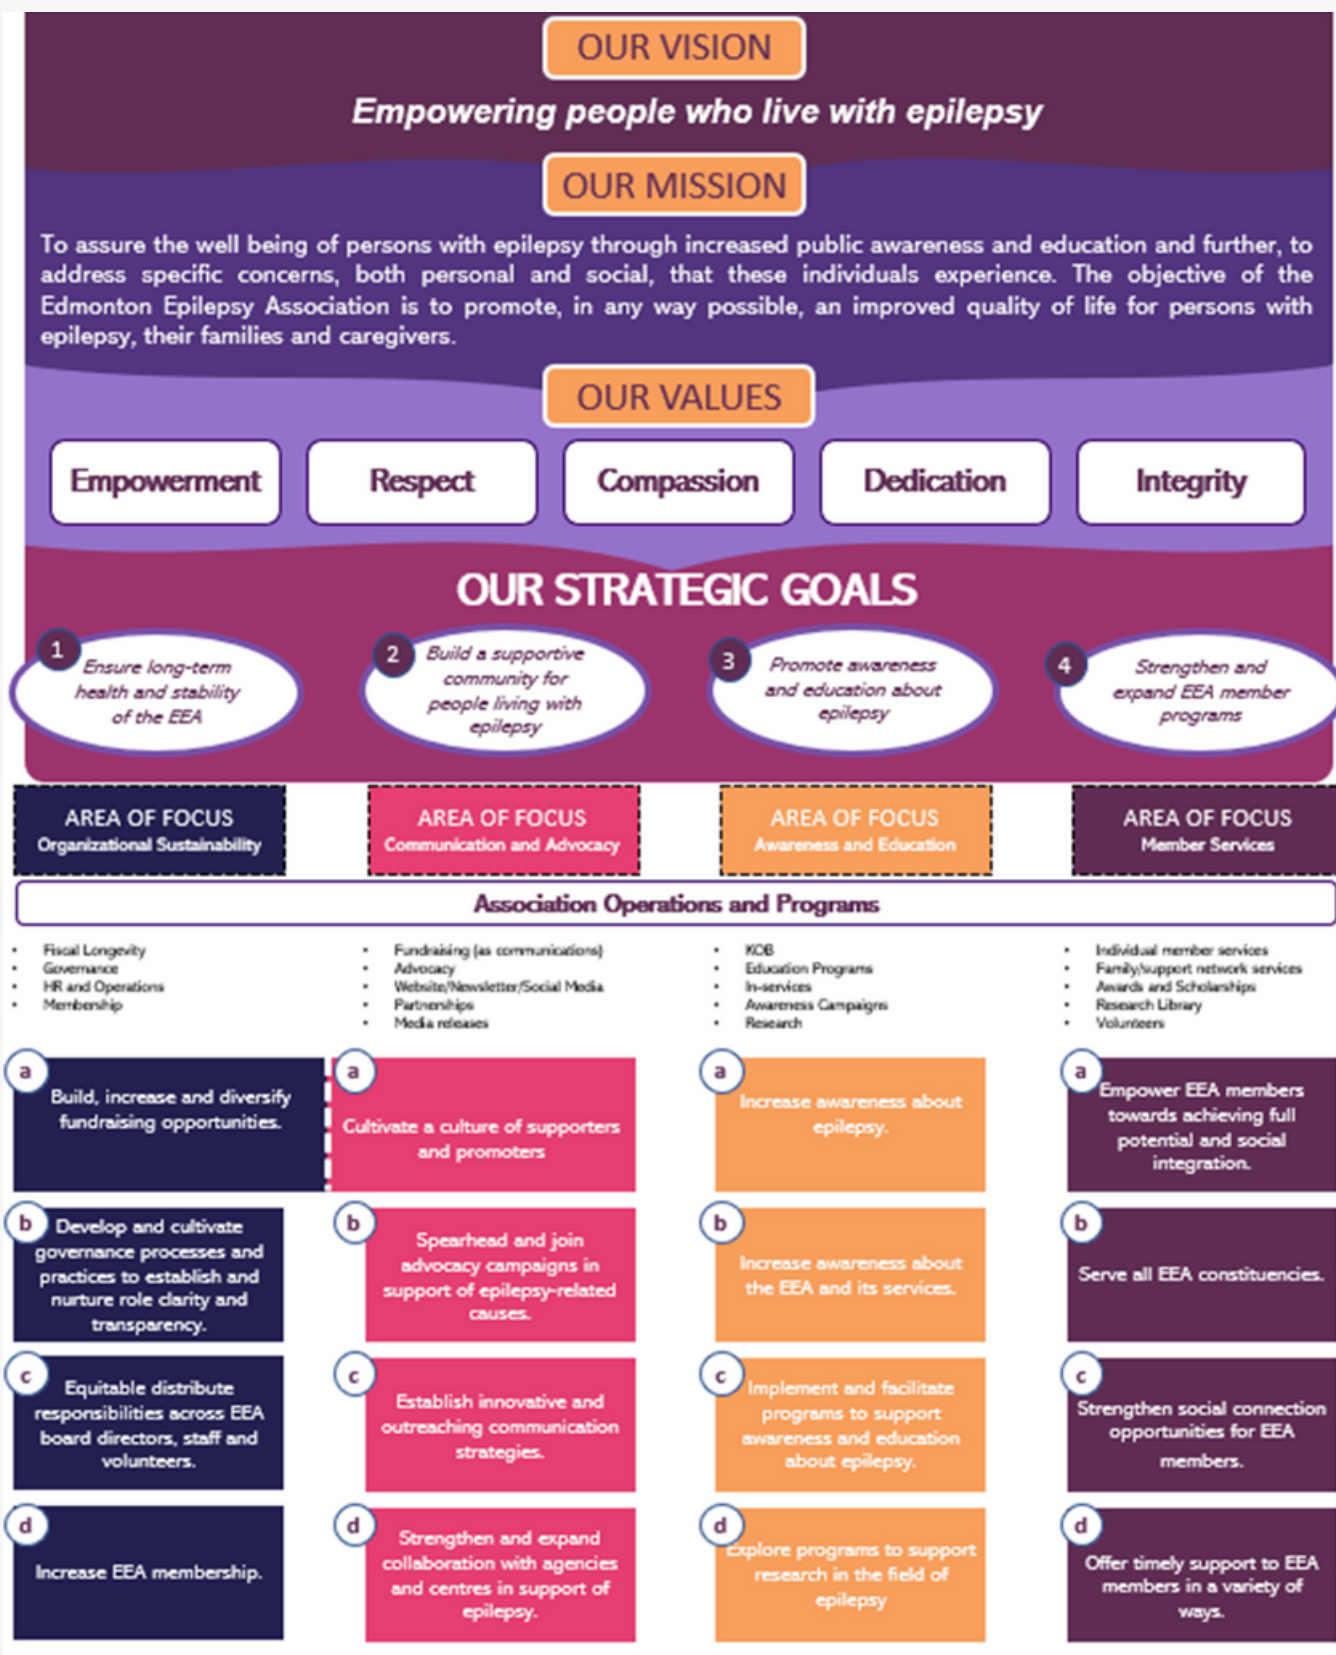 OUR VISION
Empowering people who live with epilepsy
OUR MISSION
To assure the well being of persons with epilepsy through increased public awareness and education and further, to
address specific concerns, both personal and social, that these individuals experience. The objective of the
Edmonton Epilepsy Association is to promote, in any way possible, an improved quality of life for persons with
epilepsy, their families and caregivers.
OUR VALUES
Empowerment
Respect
Compassion
Dedication
Integrity
OUR STRATEGIC GOALS
1
Ensure long-term
health and stability
of the EEA
2
Build a supportive
community for
people living with
epilepsy
3
Promote awareness
and education about
epilepsy
4
Strengthen and
expand EEA member
programs
AREA OF FOCUS
Organizational Sustainability
AREA OF FOCUS
Communication and Advocacy
AREA OF FOCUS
Awareness and Education
AREA OF FOCUS
Member Services
Association Operations and Programs
• Fiscal Longevity
• Governance
• HR and Operations
• Membership
• Fundraising (as communications)
• Advocacy
• Website/Newsletter/Social Media
• Partnerships
• Media releases
• KOB
• Education Programs
• In-services
• Awareness Campaigns
• Research
• Individual member services
• Family/support network services
• Awards and Scholarships
• Research Library
• Volunteers
a
Build, increase and diversify
fundraising opportunities.
a
Cultivate a culture of supporters
and promoters
a
Increase awareness about
epilepsy.
a
Empower EEA members
towards achieving full
potential and social
integration.
b
Develop and cultivate
governance processes and
practices to establish and
nurture role clarity and
transparency.
b
Spearhead and join
advocacy campaigns in
support of epilepsy-related
causes.
b
Increase awareness about
the EEA and its services.
b
Serve all EEA constituencies.
c
Equitable distribute
responsibilities across EEA
board directors, staff and
volunteers.
c
Establish innovative and
outreaching communication
strategies.
c
Implement and facilitate
programs to support
awareness and education
about epilepsy.
c
Strengthen social connection
opportunities for EEA
members.
d
Increase EEA membership.
d
Strengthen and expand
collaboration with agencies
and centres in support of
epilepsy.
d
Explore programs to support
research in the field of
epilepsy
d
Offer timely support to EEA
members in a variety of
ways.